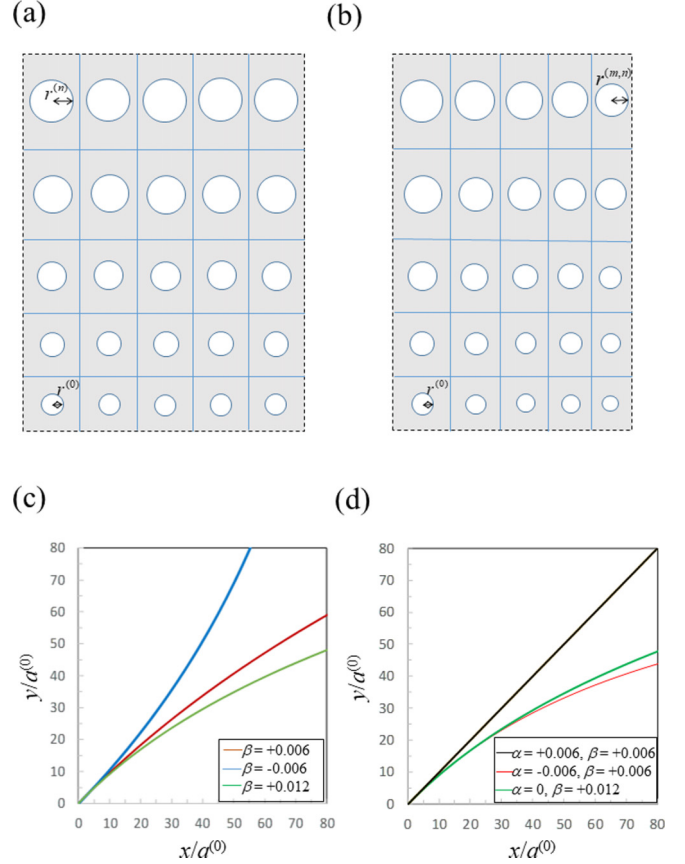 (a)
(b)
r^(n)
r^(m,n)
r^(0)
r^(0)
(c)
(d)
80
70
60
50
40
30
20
10
0
y/a^(0)
β = +0.006
β = -0.006
β = +0.012
0 10 20 30 40 50 60 70 80
x/a^(0)
80
70
60
50
40
30
20
10
0
y/a^(0)
α = +0.006, β = +0.006
α = -0.006, β = +0.006
α = 0, β = +0.012
0 10 20 30 40 50 60 70 80
x/a^(0)